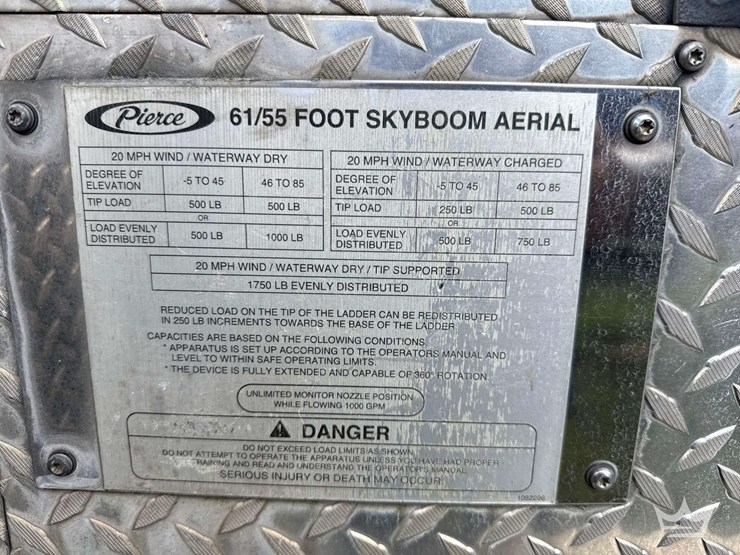 Pierce 61/55 FOOT SKYBOOM AERIAL
20 MPH WIND / WATERWAY DRY
DEGREE OF ELEVATION -5 TO 45 46 TO 85
TIP LOAD 500 LB 500 LB
OR
LOAD EVENLY DISTRIBUTED 500 LB 1000 LB
20 MPH WIND / WATERWAY CHARGED
DEGREE OF ELEVATION -5 TO 45 46 TO 85
TIP LOAD 250 LB 500 LB
OR
LOAD EVENLY DISTRIBUTED 500 LB 750 LB
20 MPH WIND / WATERWAY DRY / TIP SUPPORTED
1750 LB EVENLY DISTRIBUTED
REDUCED LOAD ON THE TIP OF THE LADDER CAN BE REDISTRIBUTED
IN 250 LB INCREMENTS TOWARDS THE BASE OF THE LADDER
CAPACITIES ARE BASED ON THE FOLLOWING CONDITIONS
* APPARATUS IS SET UP ACCORDING TO THE OPERATORS MANUAL AND
LEVEL TO WITHIN SAFE OPERATING LIMITS.
* THE DEVICE IS FULLY EXTENDED AND CAPABLE OF 360° ROTATION
UNLIMITED MONITOR NOZZLE POSITION
WHILE FLOWING 1000 GPM
DANGER
DO NOT EXCEED LOAD LIMITS AS SHOWN
DO NOT ATTEMPT TO OPERATE THE APPARATUS UNLESS YOU HAVE HAD PROPER
TRAINING AND READ AND UNDERSTAND THE OPERATOR'S MANUAL
SERIOUS INJURY OR DEATH MAY OCCUR